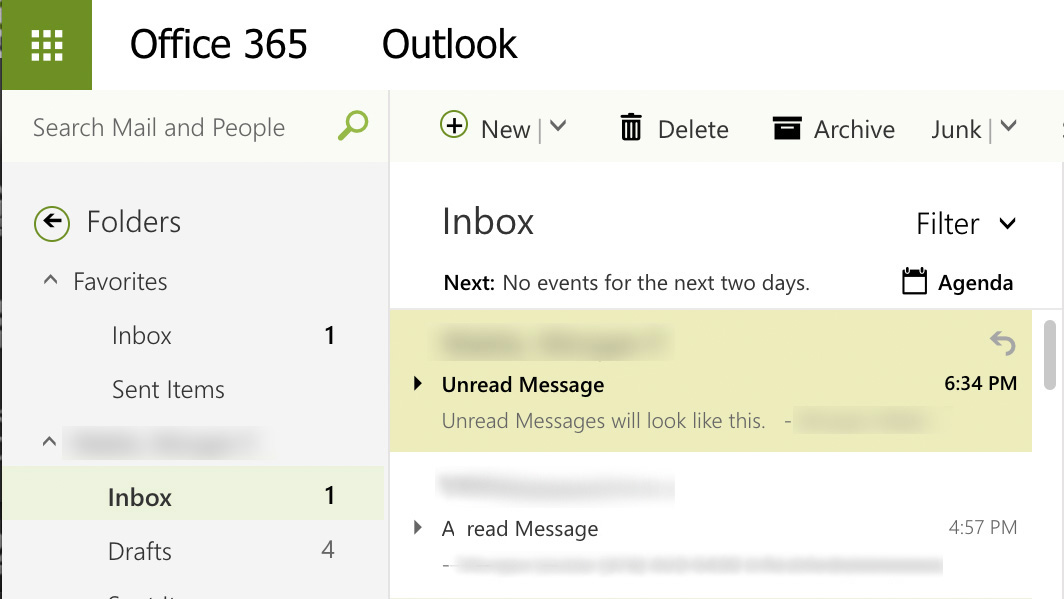 Office 365 Outlook
Search Mail and People
New | Delete Archive Junk |
Folders
Favorites
Inbox 1
Sent Items
Inbox 1
Drafts 4
Inbox Filter
Next: No events for the next two days. Agenda
Unread Message 6:34 PM
Unread Messages will look like this. -
A read Message 4:57 PM
-